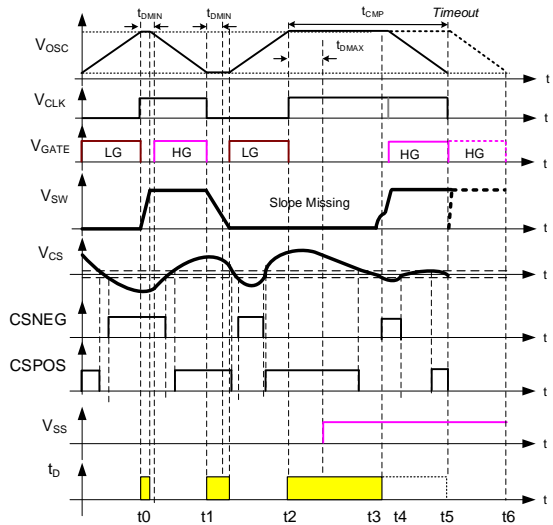 tDMIN tDMIN tCMP Timeout
VOSC
tDMAX
t
VCLK
t
VGATE LG HG LG HG HG
t
VSW
Slope Missing
t
VCS
t
CSNEG
t
CSPOS
t
VSS
t
tD
t
t0 t1 t2 t3 t4 t5 t6